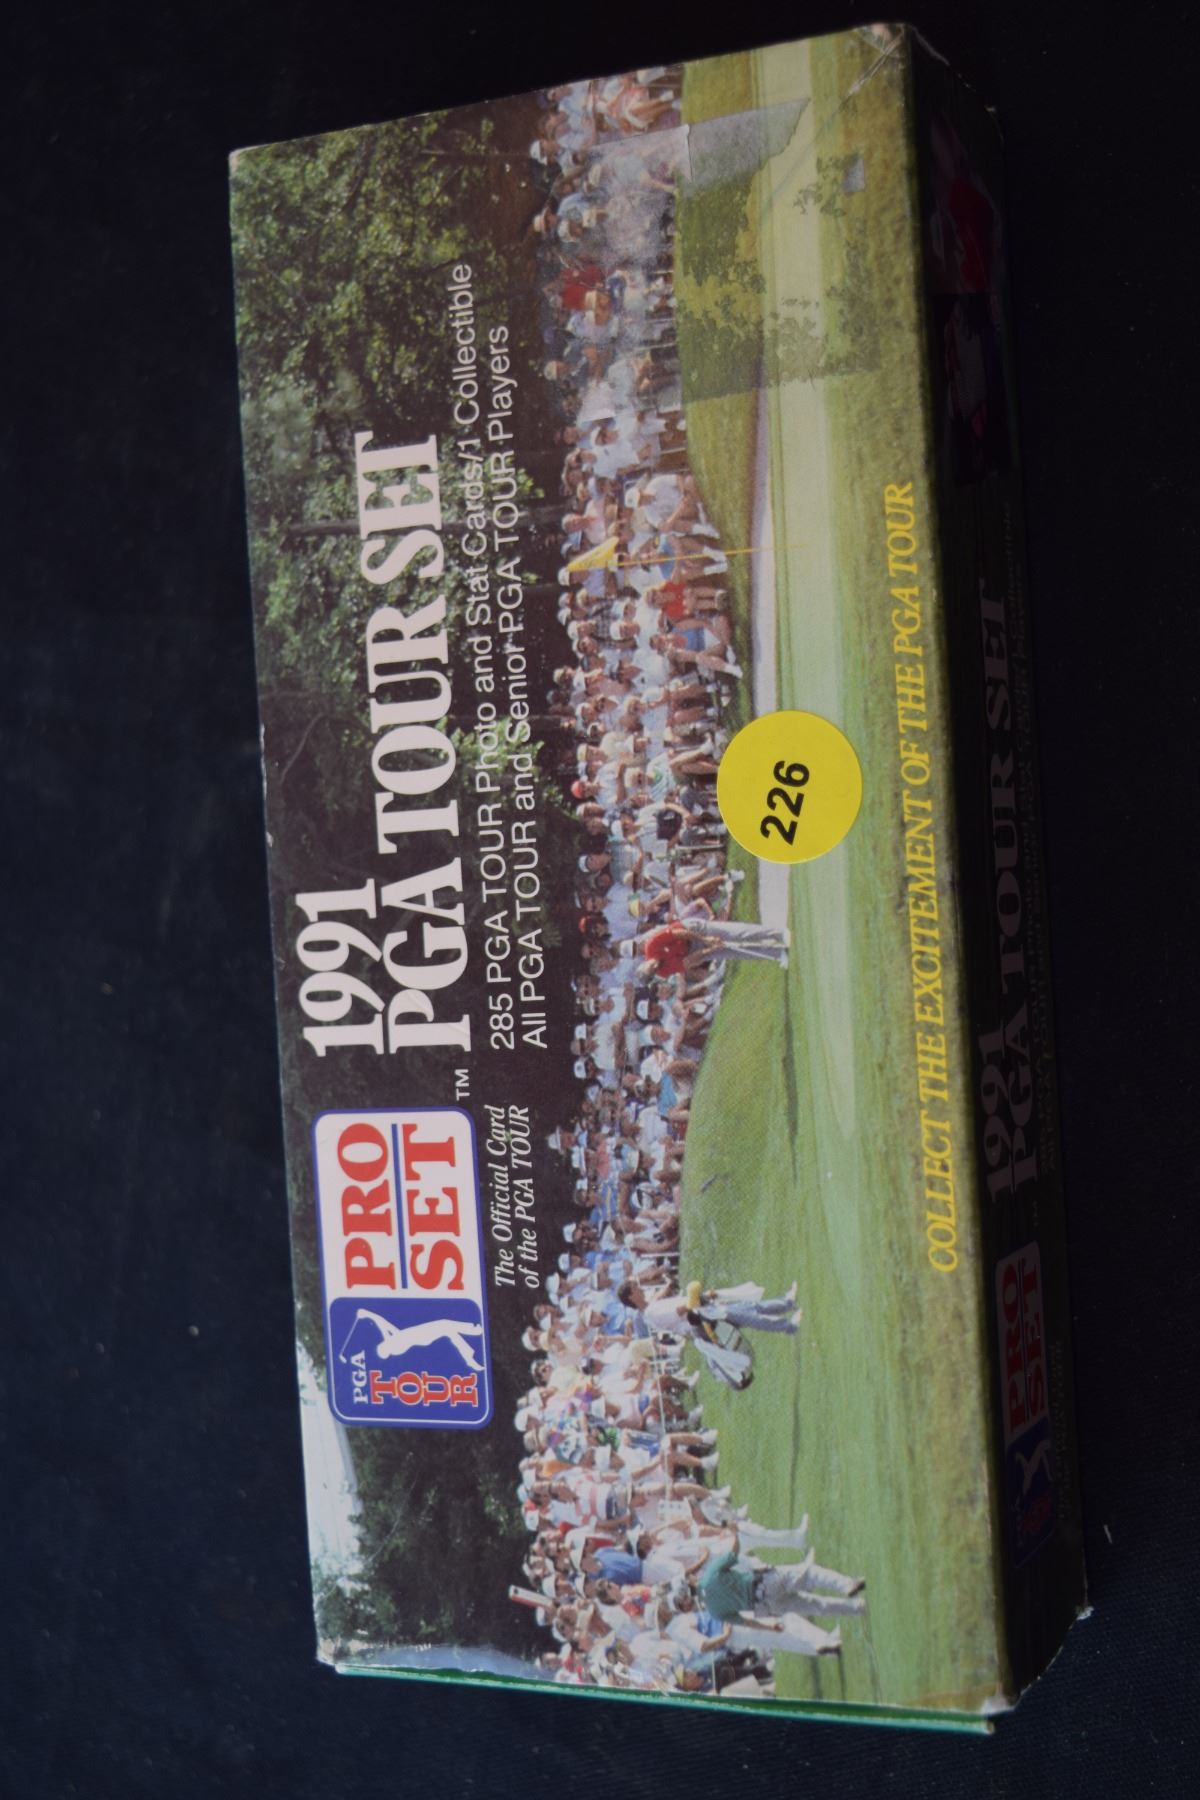 PGA
TOUR
PRO
SET
™
The Official Card
of the PGA TOUR
1991
PGA TOUR SET
285 PGA TOUR Photo and Stat Cards/1 Collectible
All PGA TOUR and Senior PGA TOUR Players
226
COLLECT THE EXCITEMENT OF THE PGA TOUR
PRO
SET
1991
PGA TOUR SET